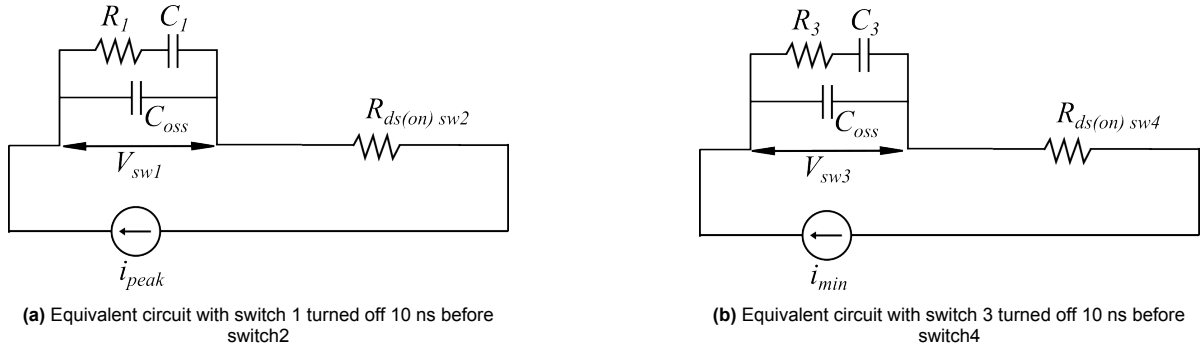 R1 C1
Coss
Rds(on) sw2
Vsw1
ipeak
(a) Equivalent circuit with switch 1 turned off 10 ns before
switch2
R3 C3
Coss
Rds(on) sw4
Vsw3
imin
(b) Equivalent circuit with switch 3 turned off 10 ns before
switch4